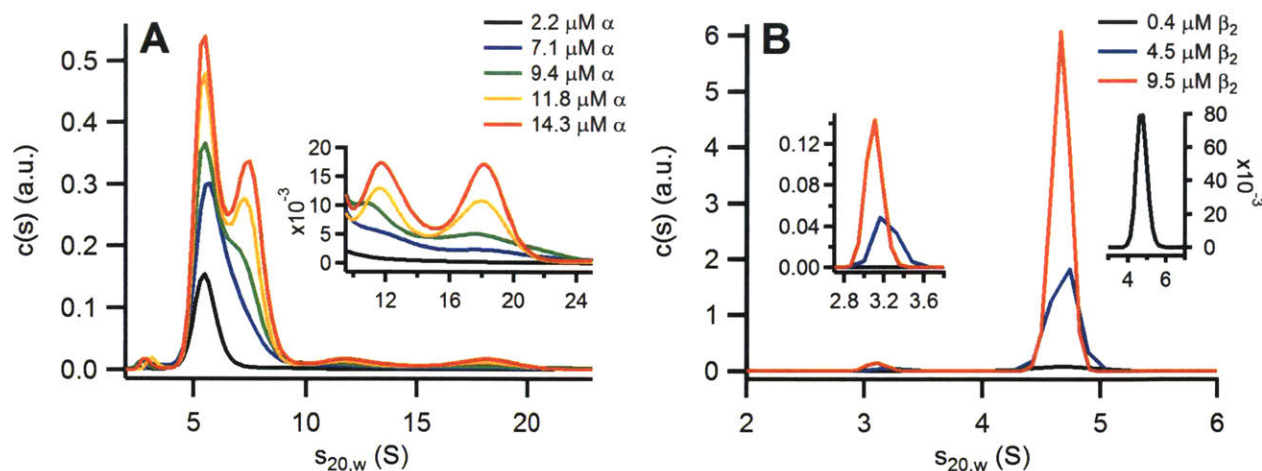 A
2.2 μM α
7.1 μM α
9.4 μM α
11.8 μM α
14.3 μM α
c(s) (a.u.)
0.5
0.4
0.3
0.2
0.1
0.0
x10⁻³
20
15
10
5
0
12 16 20 24
5 10 15 20
s₂₀,w (S)
B
0.4 μM β₂
4.5 μM β₂
9.5 μM β₂
c(s) (a.u.)
6
5
4
3
2
1
0
0.12
0.08
0.04
0.00
2.8 3.2 3.6
80
60
40
20
0
x10⁻³
4 6
2 3 4 5 6
s₂₀,w (S)